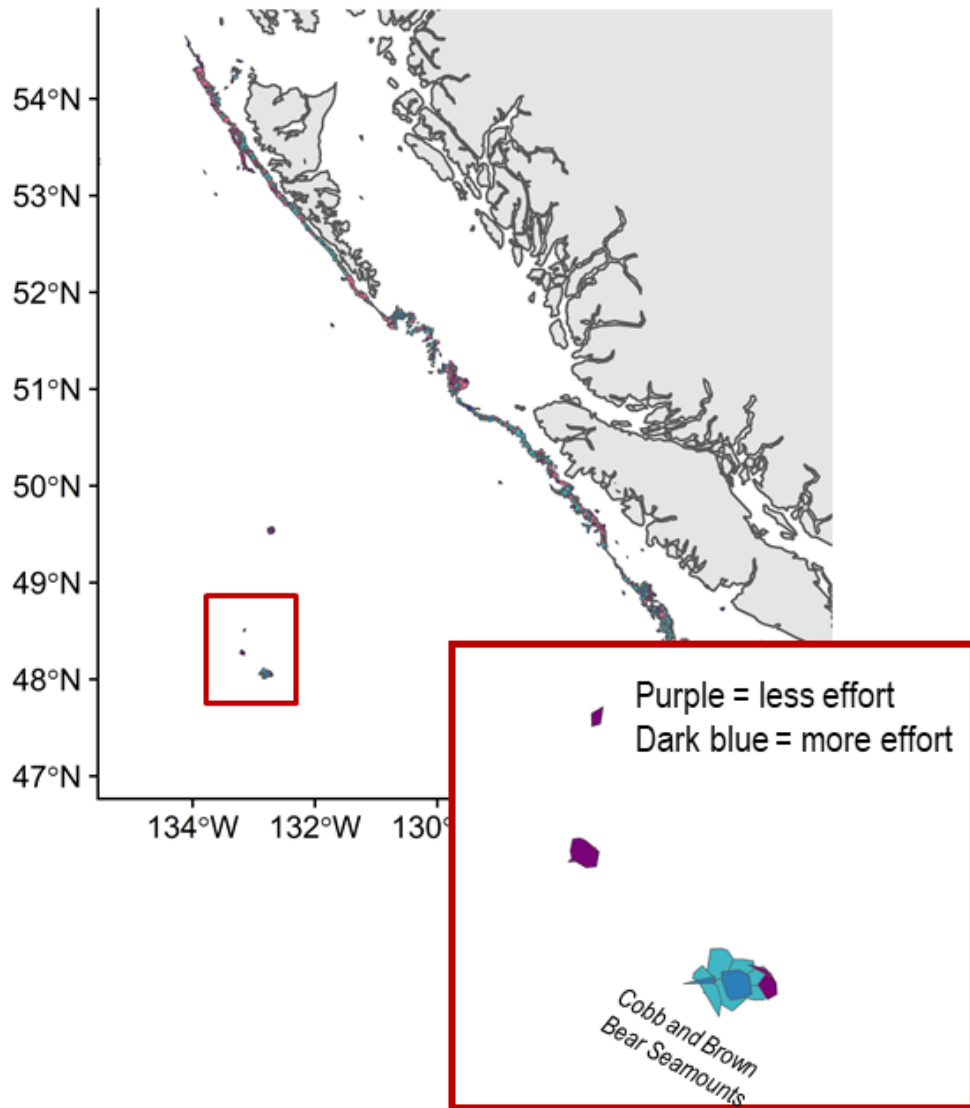 54°N
53°N
52°N
51°N
50°N
49°N
48°N
47°N
134°W 132°W 130°
Purple = less effort
Dark blue = more effort
Cobb and Brown
Bear Seamounts